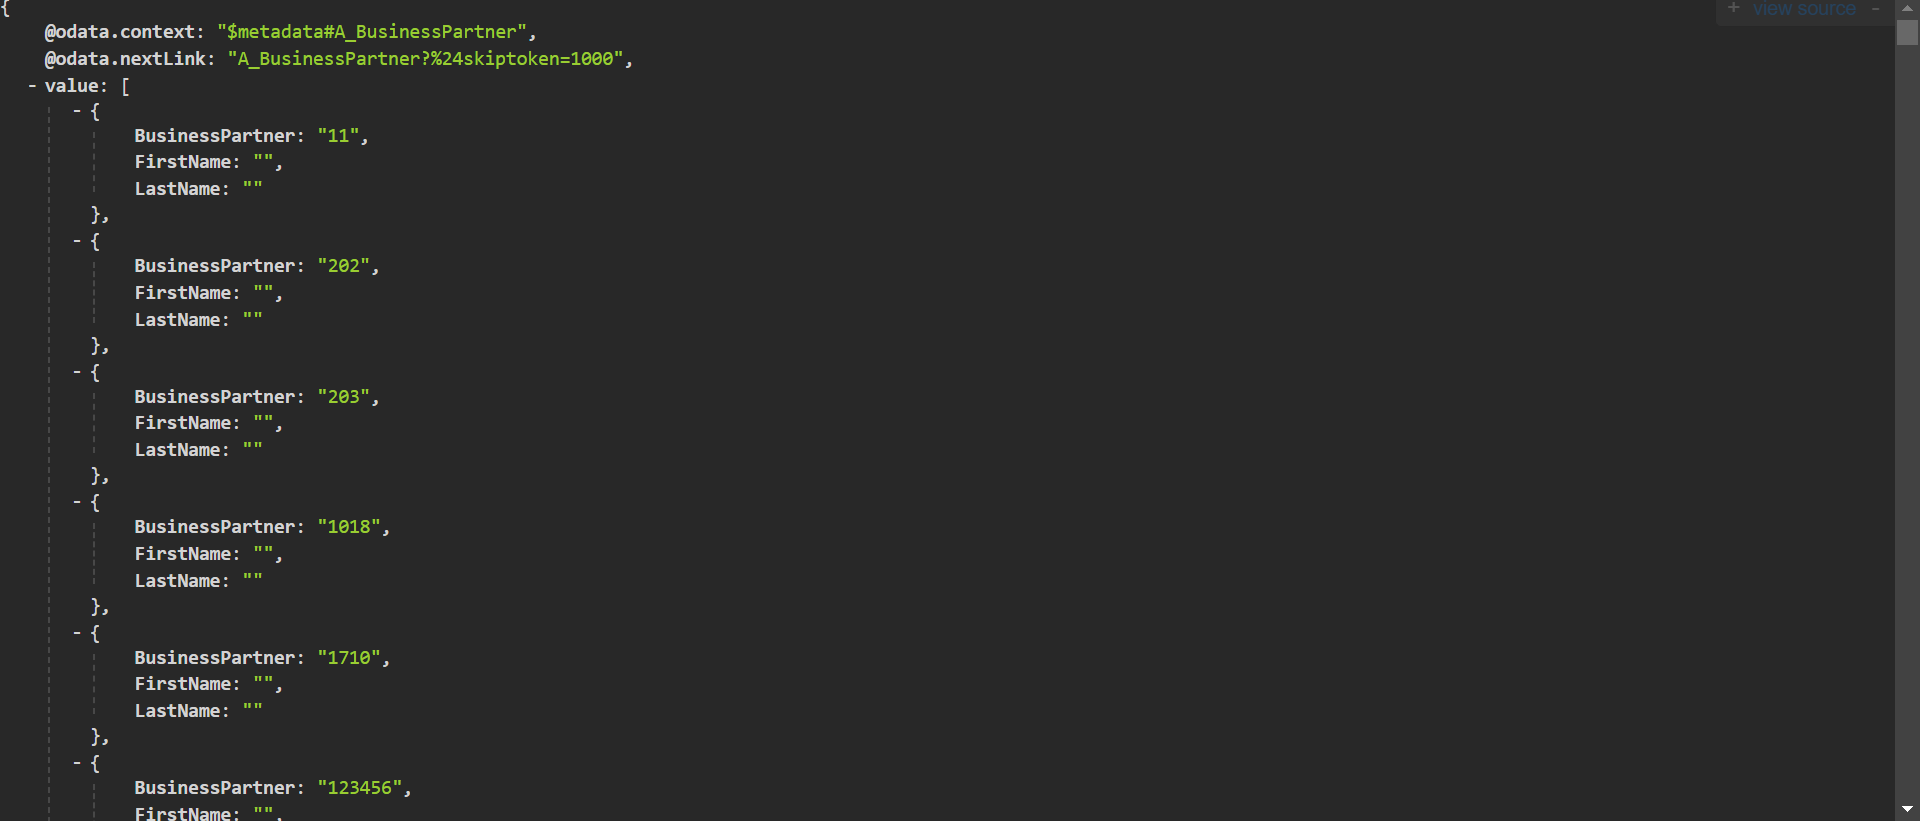 {
+ view source -
@odata.context: "$metadata#A_BusinessPartner",
@odata.nextLink: "A_BusinessPartner?%24skiptoken=1000",
- value: [
- {
BusinessPartner: "11",
FirstName: "",
LastName: ""
},
- {
BusinessPartner: "202",
FirstName: "",
LastName: ""
},
- {
BusinessPartner: "203",
FirstName: "",
LastName: ""
},
- {
BusinessPartner: "1018",
FirstName: "",
LastName: ""
},
- {
BusinessPartner: "1710",
FirstName: "",
LastName: ""
},
- {
BusinessPartner: "123456",
FirstName: "",